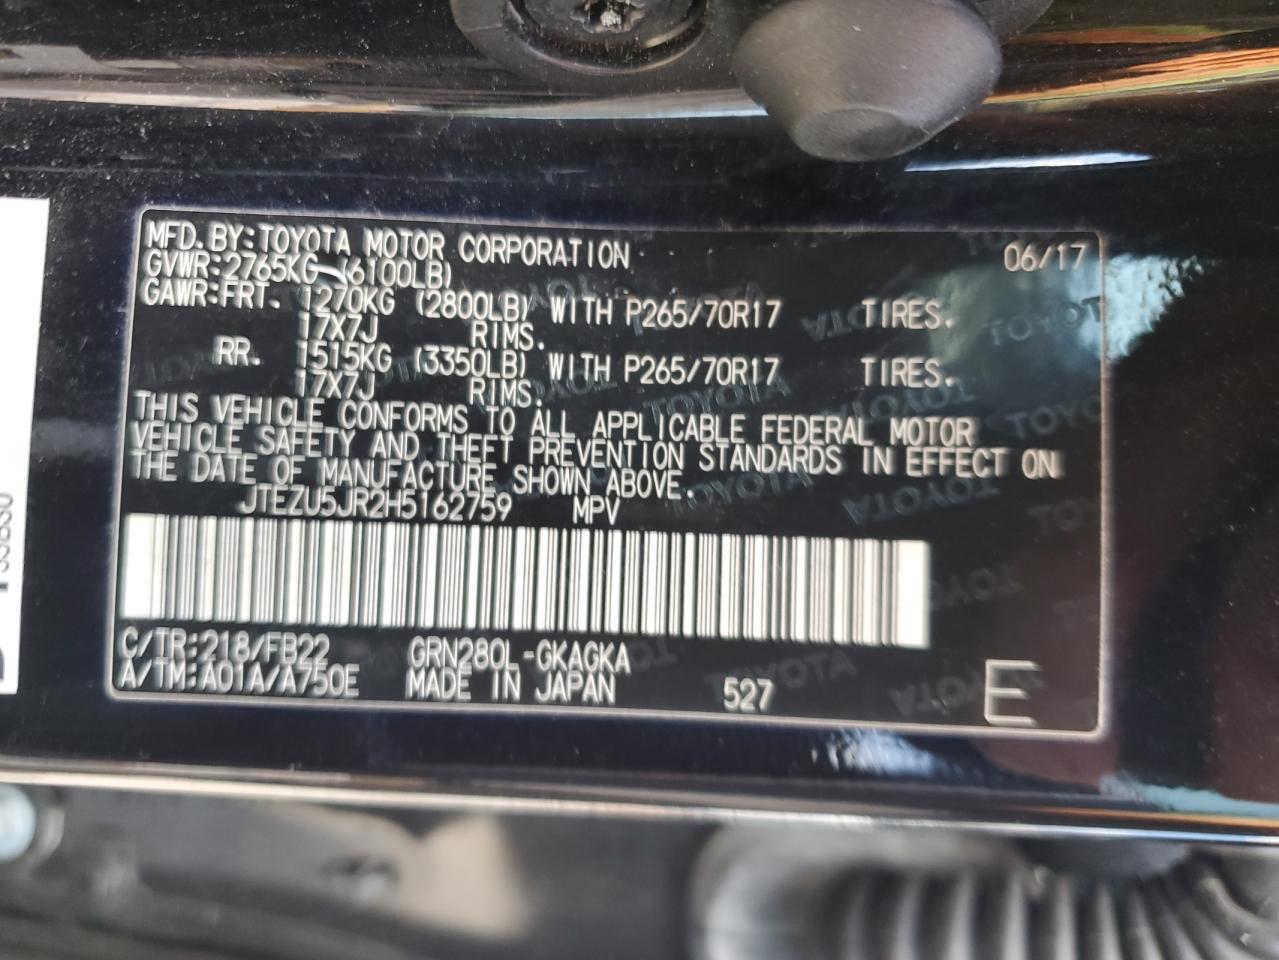 MFD. BY: TOYOTA MOTOR CORPORATION 06/17
GVWR: 2765KG (6100LB)
GAWR: FRT. 1270KG (2800LB) WITH P265/70R17 TIRES.
17X7J RIMS.
RR. 1515KG (3350LB) WITH P265/70R17 TIRES.
17X7J RIMS.
THIS VEHICLE CONFORMS TO ALL APPLICABLE FEDERAL MOTOR
VEHICLE SAFETY AND THEFT PREVENTION STANDARDS IN EFFECT ON
THE DATE OF MANUFACTURE SHOWN ABOVE.
JTEZU5JR2H5162759 MPV
C/TR: 218/FB22 GRN280L-GKAGKA
A/TM: A01A/A750E MADE IN JAPAN 527 E